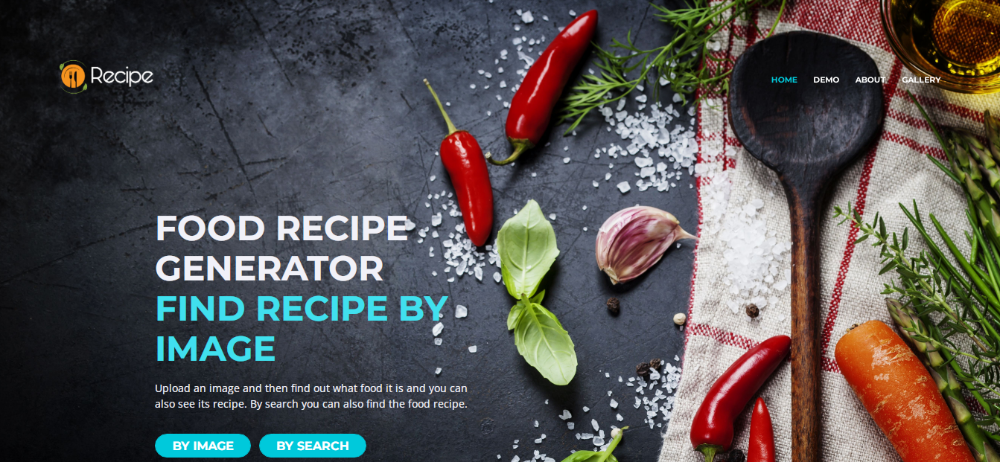 Recipe
HOME DEMO ABOUT GALLERY
FOOD RECIPE
GENERATOR
FIND RECIPE BY
IMAGE
Upload an image and then find out what food it is and you can
also see its recipe. By search you can also find the food recipe.
BY IMAGE BY SEARCH